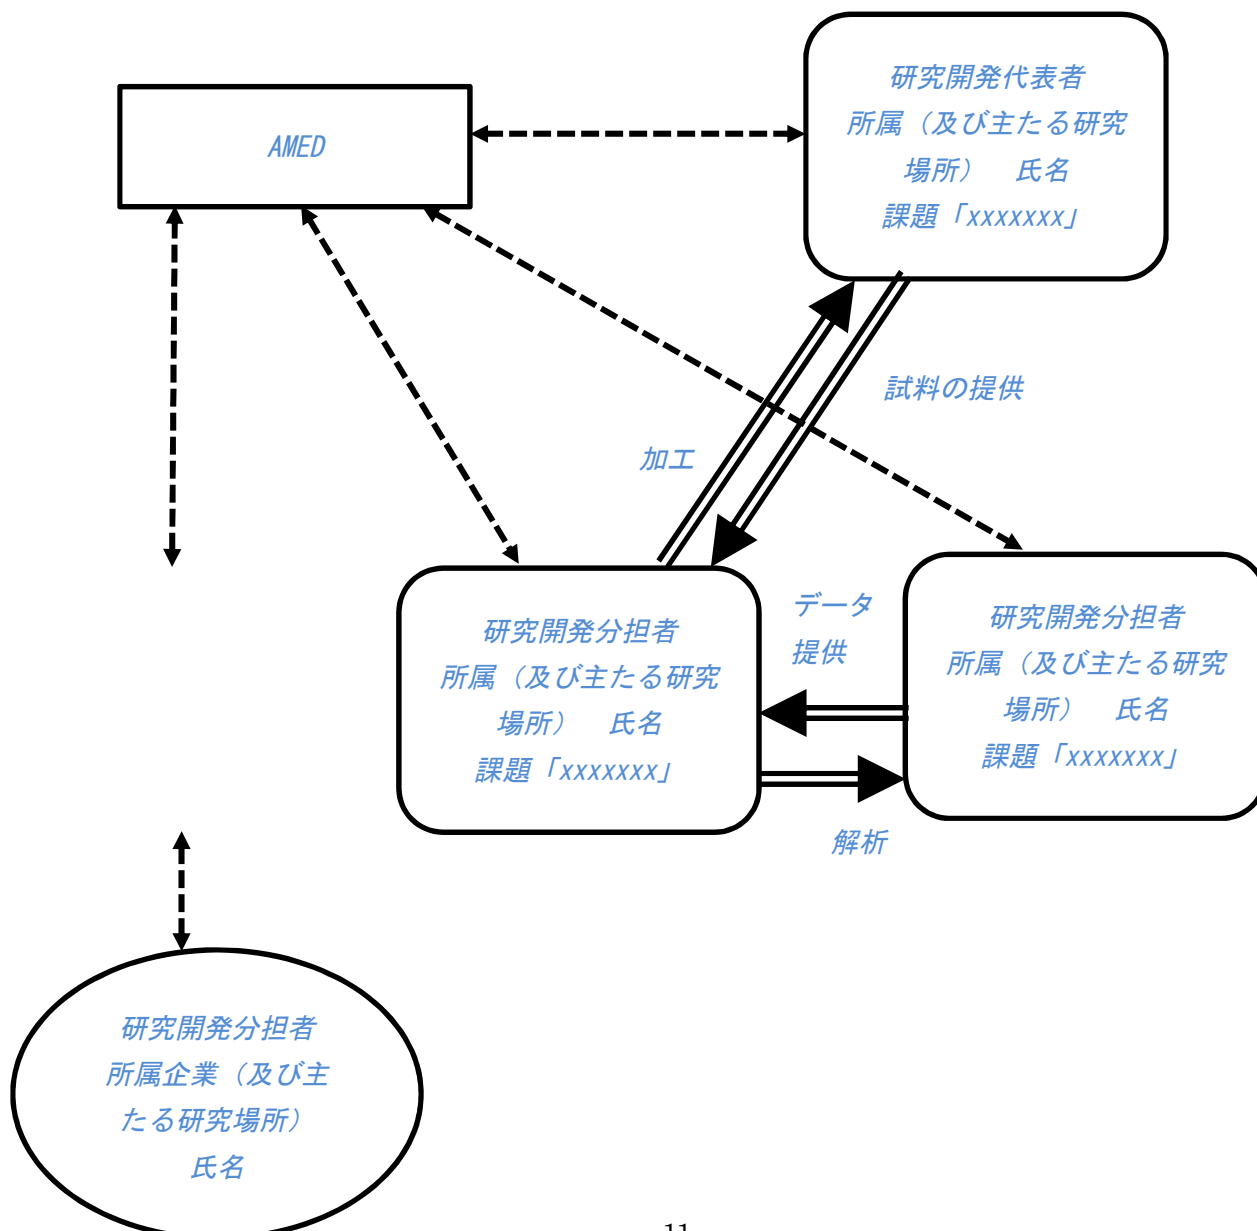 研究開発代表者
所属（及び主たる研究
場所）　氏名
課題「xxxxxxx」
AMED
試料の提供
加工
データ
提供
研究開発分担者
所属（及び主たる研究
場所）　氏名
課題「xxxxxxx」
研究開発分担者
所属（及び主たる研究
場所）　氏名
課題「xxxxxxx」
解析
研究開発分担者
所属企業（及び主
たる研究場所）
氏名
11